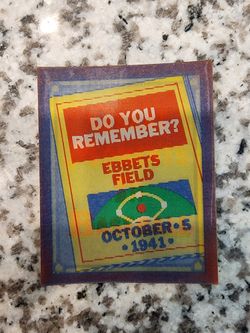 DO YOU
REMEMBER?
EBBETS
FIELD
OCTOBER • 5
• 1941 •